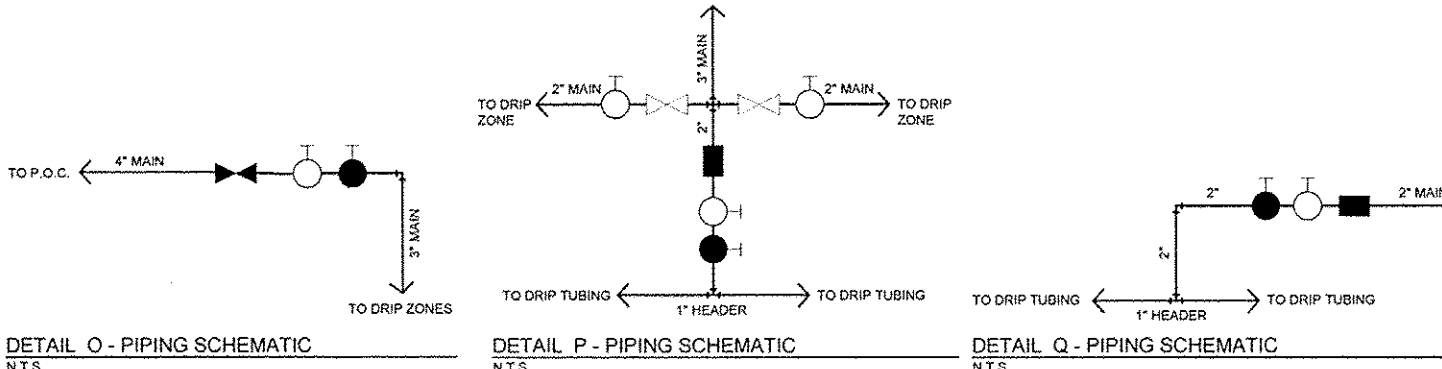 TO P.O.C.
4" MAIN
3" MAIN
TO DRIP ZONES
DETAIL O - PIPING SCHEMATIC
N.T.S.
3" MAIN
TO DRIP
ZONE
2" MAIN
2" MAIN
TO DRIP
ZONE
2"
TO DRIP TUBING
TO DRIP TUBING
1" HEADER
DETAIL P - PIPING SCHEMATIC
N.T.S.
2"
2" MAIN
2"
TO DRIP TUBING
TO DRIP TUBING
1" HEADER
DETAIL Q - PIPING SCHEMATIC
N.T.S.